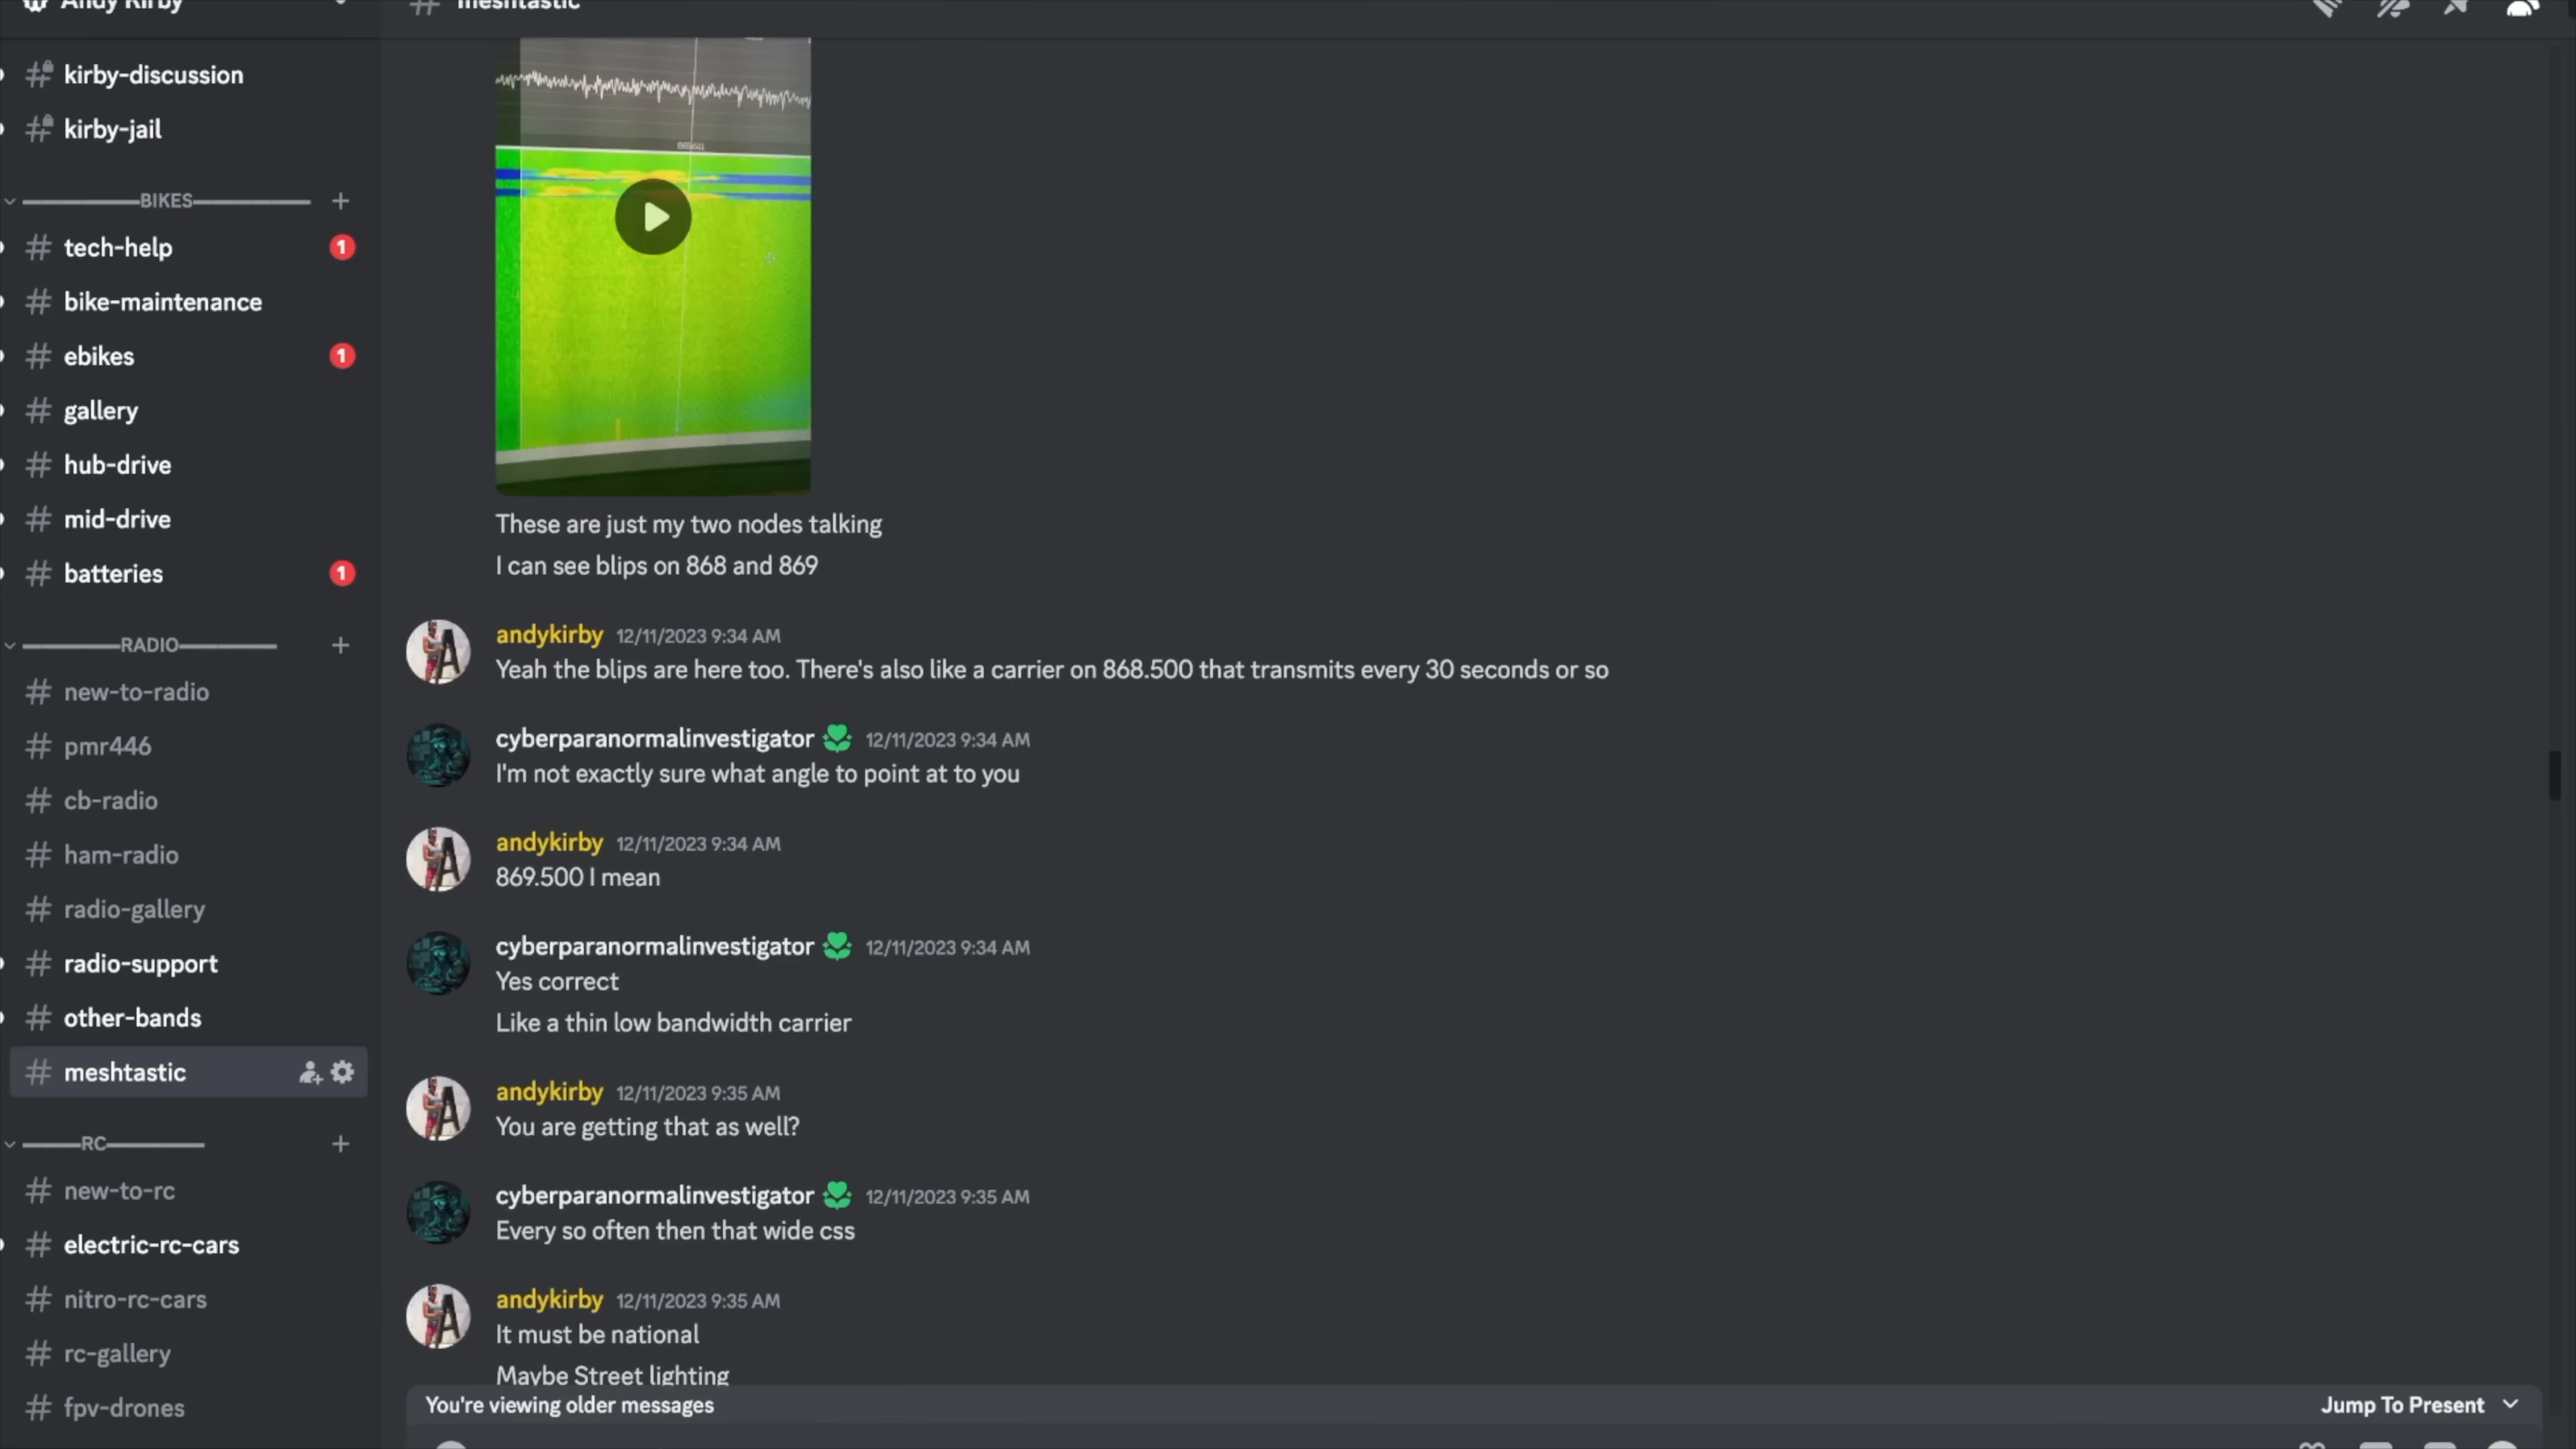 Andy Kirby
kirby-discussion
kirby-jail
BIKES
tech-help 1
bike-maintenance
ebikes 1
gallery
hub-drive
mid-drive
batteries 1
RADIO
new-to-radio
pmr446
cb-radio
ham-radio
radio-gallery
radio-support
other-bands
meshtastic
RC
new-to-rc
electric-rc-cars
nitro-rc-cars
rc-gallery
fpv-drones
# meshtastic
These are just my two nodes talking
I can see blips on 868 and 869
andykirby 12/11/2023 9:34 AM
Yeah the blips are here too. There's also like a carrier on 868.500 that transmits every 30 seconds or so
cyberparanormalinvestigator 12/11/2023 9:34 AM
I'm not exactly sure what angle to point at to you
andykirby 12/11/2023 9:34 AM
869.500 I mean
cyberparanormalinvestigator 12/11/2023 9:34 AM
Yes correct
Like a thin low bandwidth carrier
andykirby 12/11/2023 9:35 AM
You are getting that as well?
cyberparanormalinvestigator 12/11/2023 9:35 AM
Every so often then that wide css
andykirby 12/11/2023 9:35 AM
It must be national
Maybe Street lighting
You're viewing older messages
Jump To Present